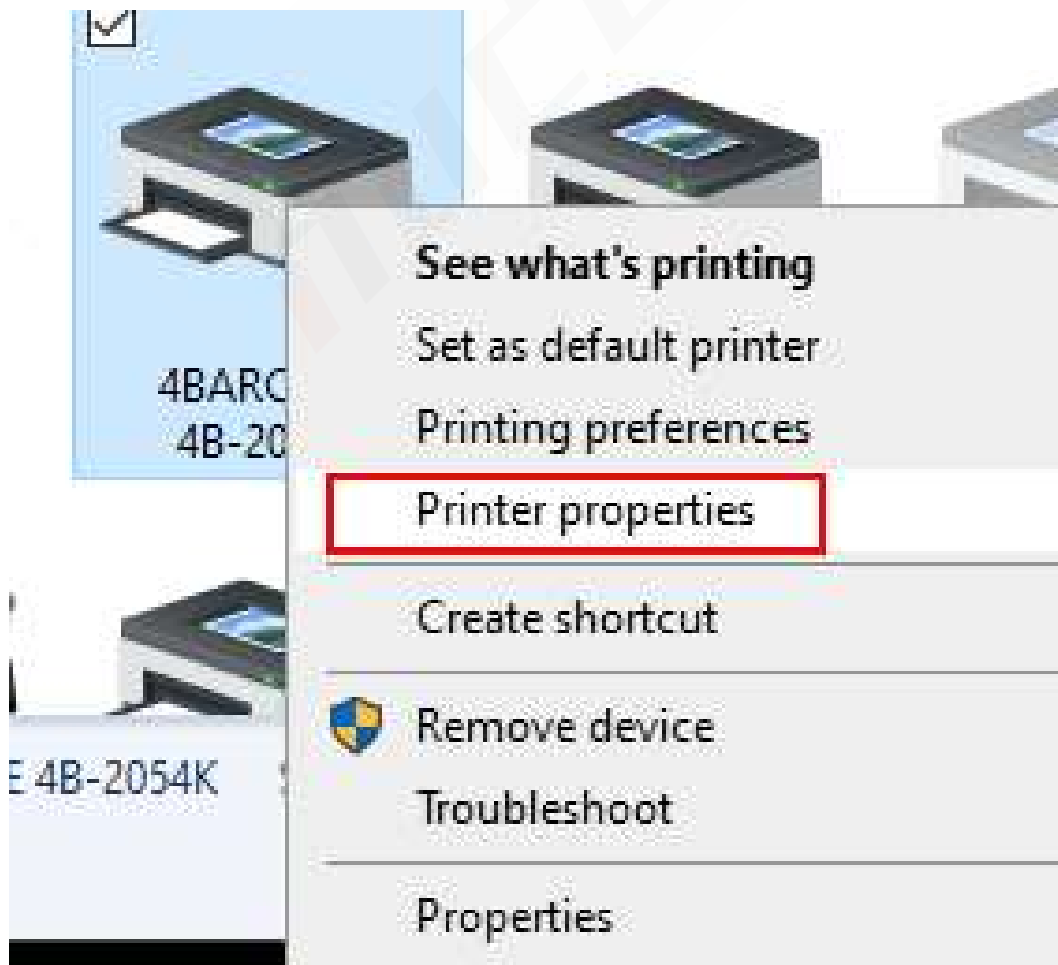 4BARC
4B-20
See what's printing
Set as default printer
Printing preferences
Printer properties
Create shortcut
Remove device
Troubleshoot
Properties
E 4B-2054K